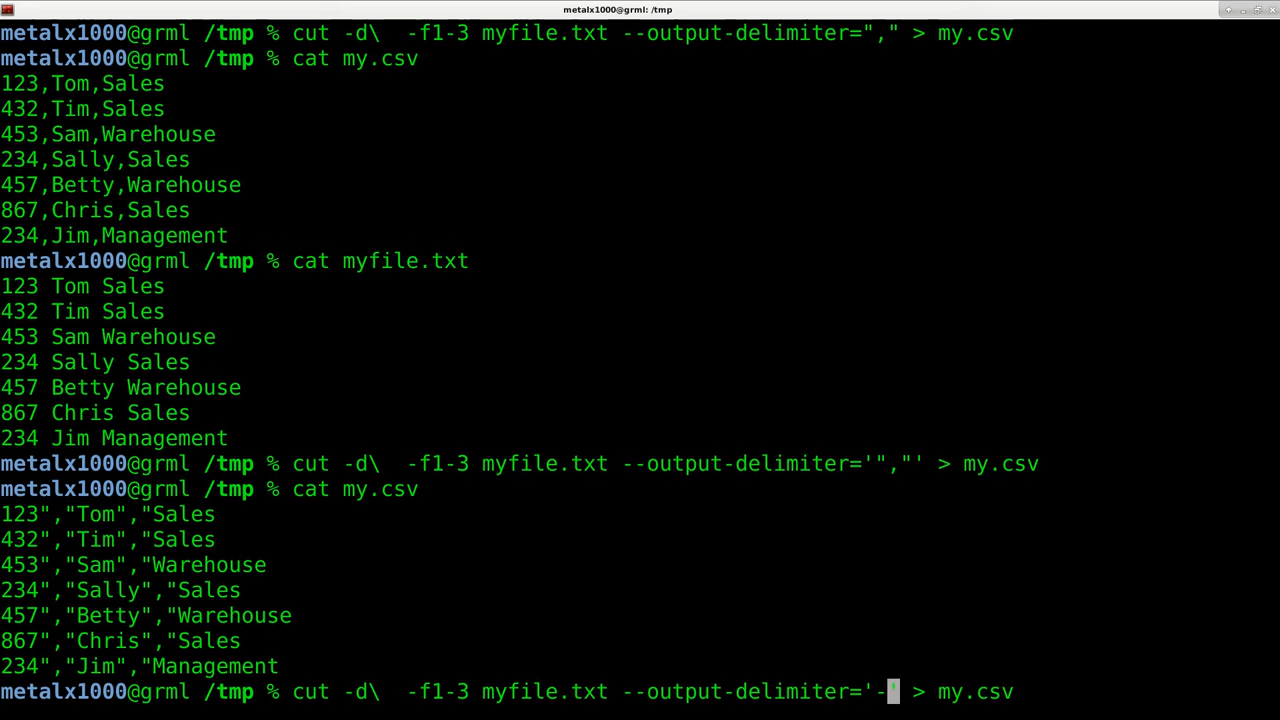 metalx1000@grml: /tmp
metalx1000@grml /tmp % cut -d\  -f1-3 myfile.txt --output-delimiter="," > my.csv
metalx1000@grml /tmp % cat my.csv
123,Tom,Sales
432,Tim,Sales
453,Sam,Warehouse
234,Sally,Sales
457,Betty,Warehouse
867,Chris,Sales
234,Jim,Management
metalx1000@grml /tmp % cat myfile.txt
123 Tom Sales
432 Tim Sales
453 Sam Warehouse
234 Sally Sales
457 Betty Warehouse
867 Chris Sales
234 Jim Management
metalx1000@grml /tmp % cut -d\  -f1-3 myfile.txt --output-delimiter='","' > my.csv
metalx1000@grml /tmp % cat my.csv
123","Tom","Sales
432","Tim","Sales
453","Sam","Warehouse
234","Sally","Sales
457","Betty","Warehouse
867","Chris","Sales
234","Jim","Management
metalx1000@grml /tmp % cut -d\  -f1-3 myfile.txt --output-delimiter='-' > my.csv